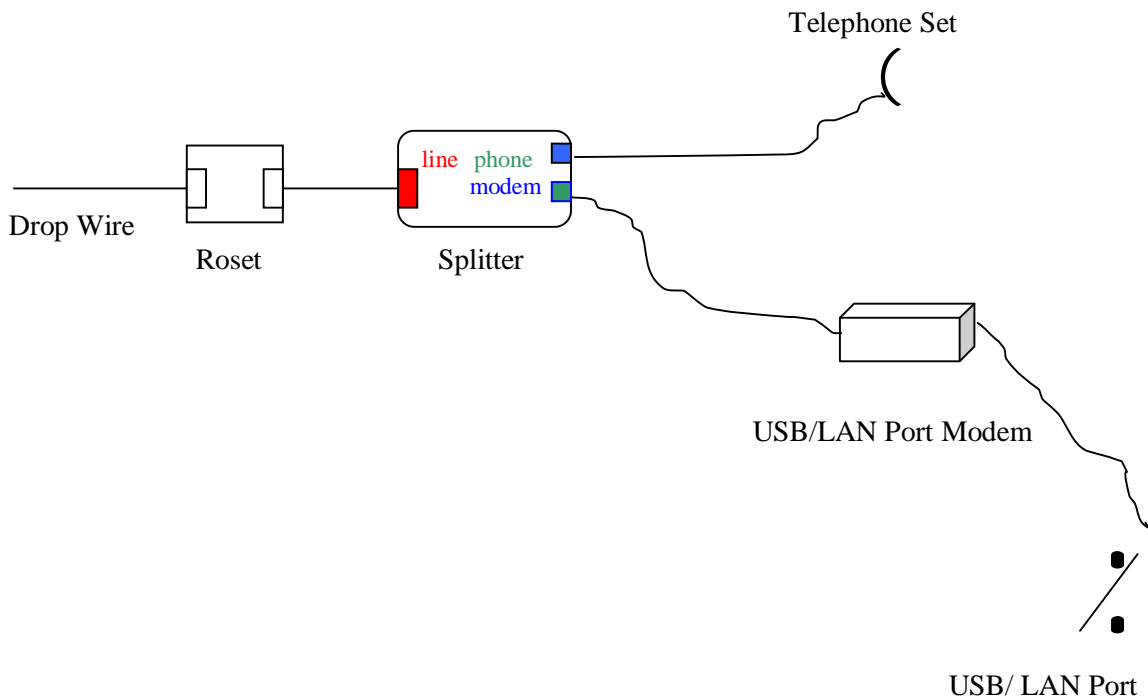 Telephone Set
line phone
modem
Drop Wire
Roset
Splitter
USB/LAN Port Modem
USB/ LAN Port